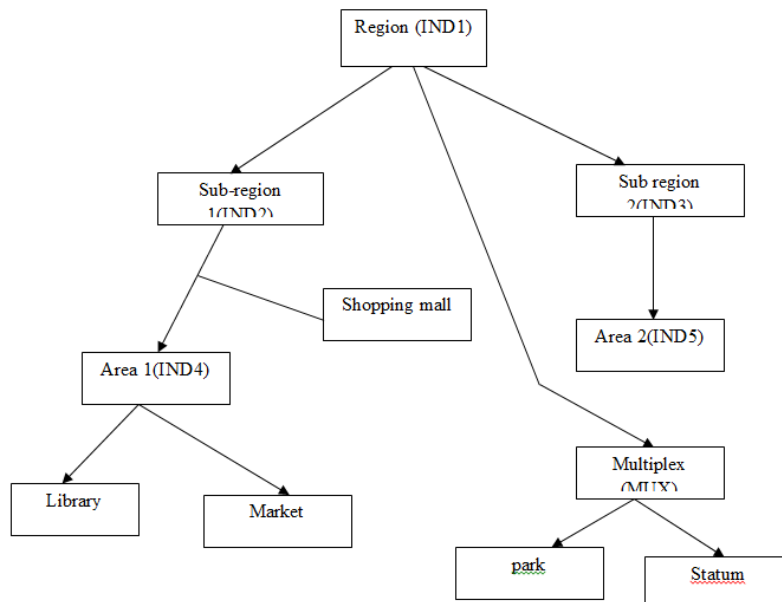 Region (IND1)
Sub-region
1(IND2)
Sub region
2(IND3)
Shopping mall
Area 2(IND5)
Area 1(IND4)
Multiplex
(MUX)
Library
Market
park
Statum